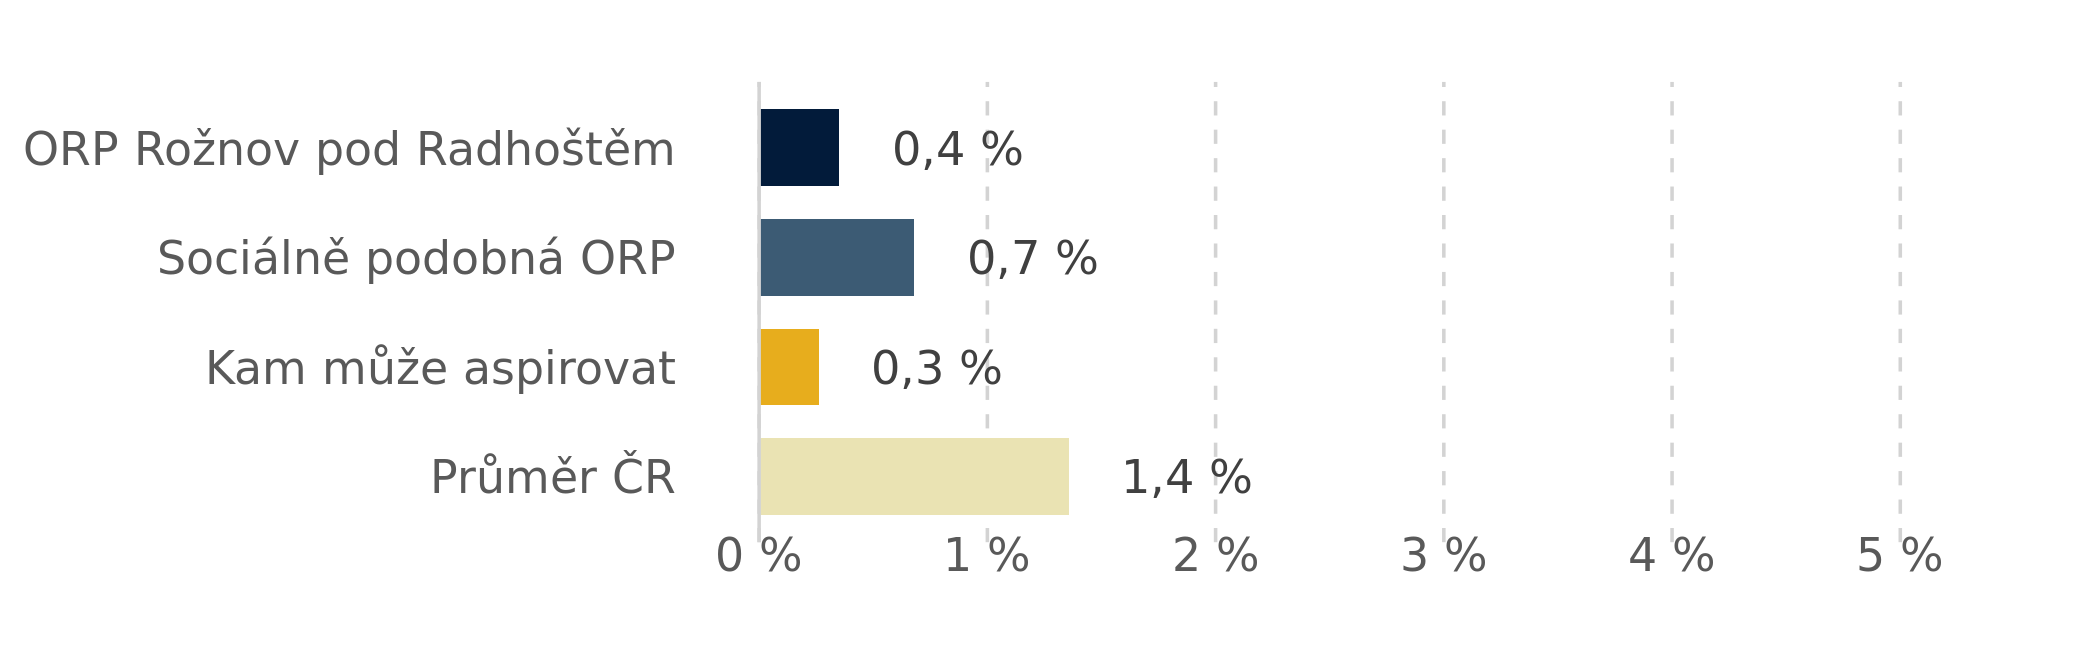 ORP Rožnov pod Radhoštěm 0,4 %
Sociálně podobná ORP 0,7 %
Kam může aspirovat 0,3 %
Průměr ČR 1,4 %
0 % 1 % 2 % 3 % 4 % 5 %